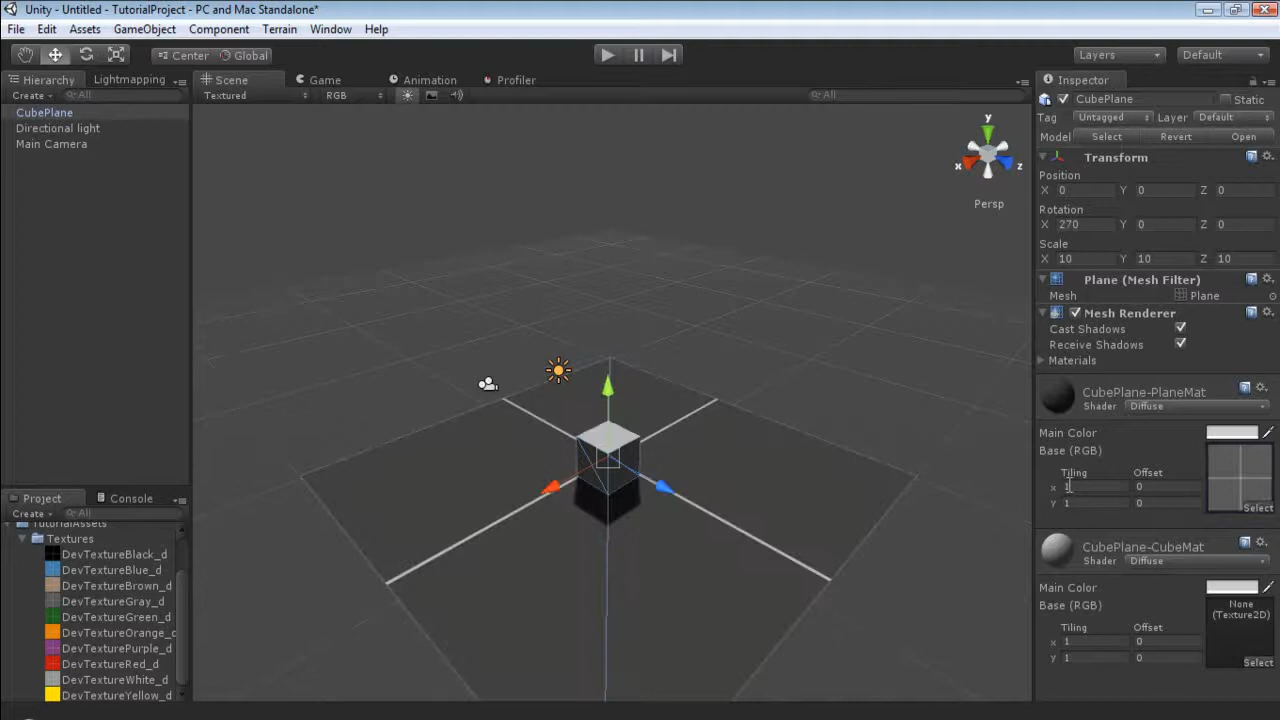 Unity - Untitled - TutorialProject - PC and Mac Standalone*
File Edit Assets GameObject Component Terrain Window Help
Center Global Layers Default
Hierarchy Lightmapping Scene Game Animation Profiler Inspector
Create All Textured RGB All CubePlane Static
CubePlane
Directional light
Main Camera
Tag Untagged Layer Default
Model Select Revert Open
Transform
Position
X 0 Y 0 Z 0
Rotation
X 270 Y 0 Z 0
Scale
X 10 Y 10 Z 10
y
x z
Persp
Plane (Mesh Filter)
Mesh Plane
Mesh Renderer
Cast Shadows
Receive Shadows
Materials
CubePlane-PlaneMat
Shader Diffuse
Main Color
Base (RGB)
Tiling Offset
x 1 0
Y 1 0
Select
CubePlane-CubeMat
Shader Diffuse
Main Color
Base (RGB)
None
(Texture2D)
Tiling Offset
x 1 0
Y 1 0
Select
Project Console
Create All
TutorialAssets
Textures
DevTextureBlack_d
DevTextureBlue_d
DevTextureBrown_d
DevTextureGray_d
DevTextureGreen_d
DevTextureOrange_d
DevTexturePurple_d
DevTextureRed_d
DevTextureWhite_d
DevTextureYellow_d